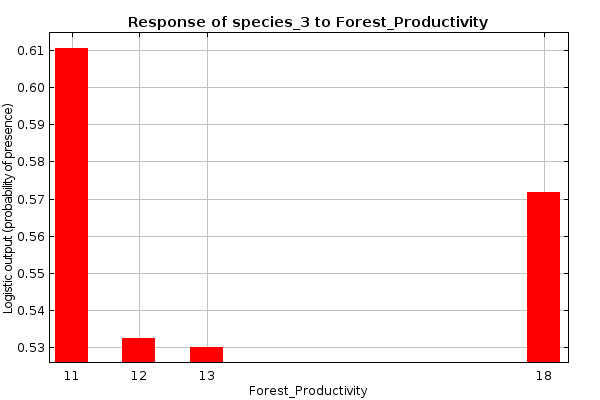 Response of species_3 to Forest_Productivity
Logistic output (probability of presence)
0.61
0.60
0.59
0.58
0.57
0.56
0.55
0.54
0.53
11 12 13 18
Forest_Productivity